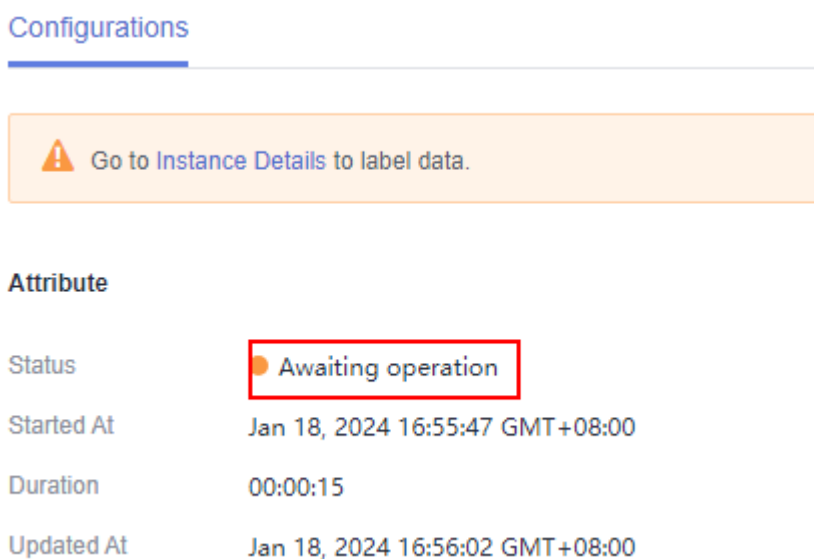 Configurations
Go to Instance Details to label data.
Attribute
Status Awaiting operation
Started At Jan 18, 2024 16:55:47 GMT+08:00
Duration 00:00:15
Updated At Jan 18, 2024 16:56:02 GMT+08:00